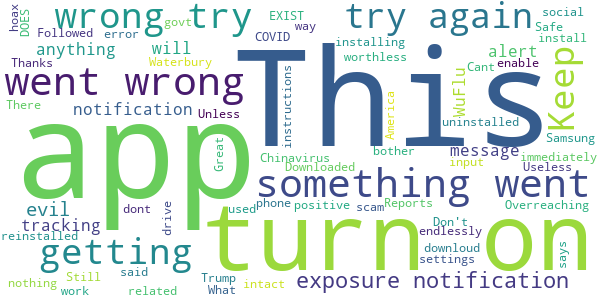 hoax
DOES
wrong try
govt
EXIST
social
try again
Followed
error
COVID
way
Safe
installing
install
Thanks
anything
will
worthless
alert
Cant
enable
Keep
Waterbury
There
went wrong
This
notification
Unless
instructions
America
WuFlu
uninstalled
Samsung
app
Great
Chinavirus
bother
message
immediately
Downloaded
input
Useless
something went
evil
dont
drive
used
phone
positive
scam
Reports
Overreaching
tracking
turn on
Don't
endlessly
reinstalled
getting
downloud
says
said
settings
nothing
Still
Trump
intact
exposure notification
work
related
What